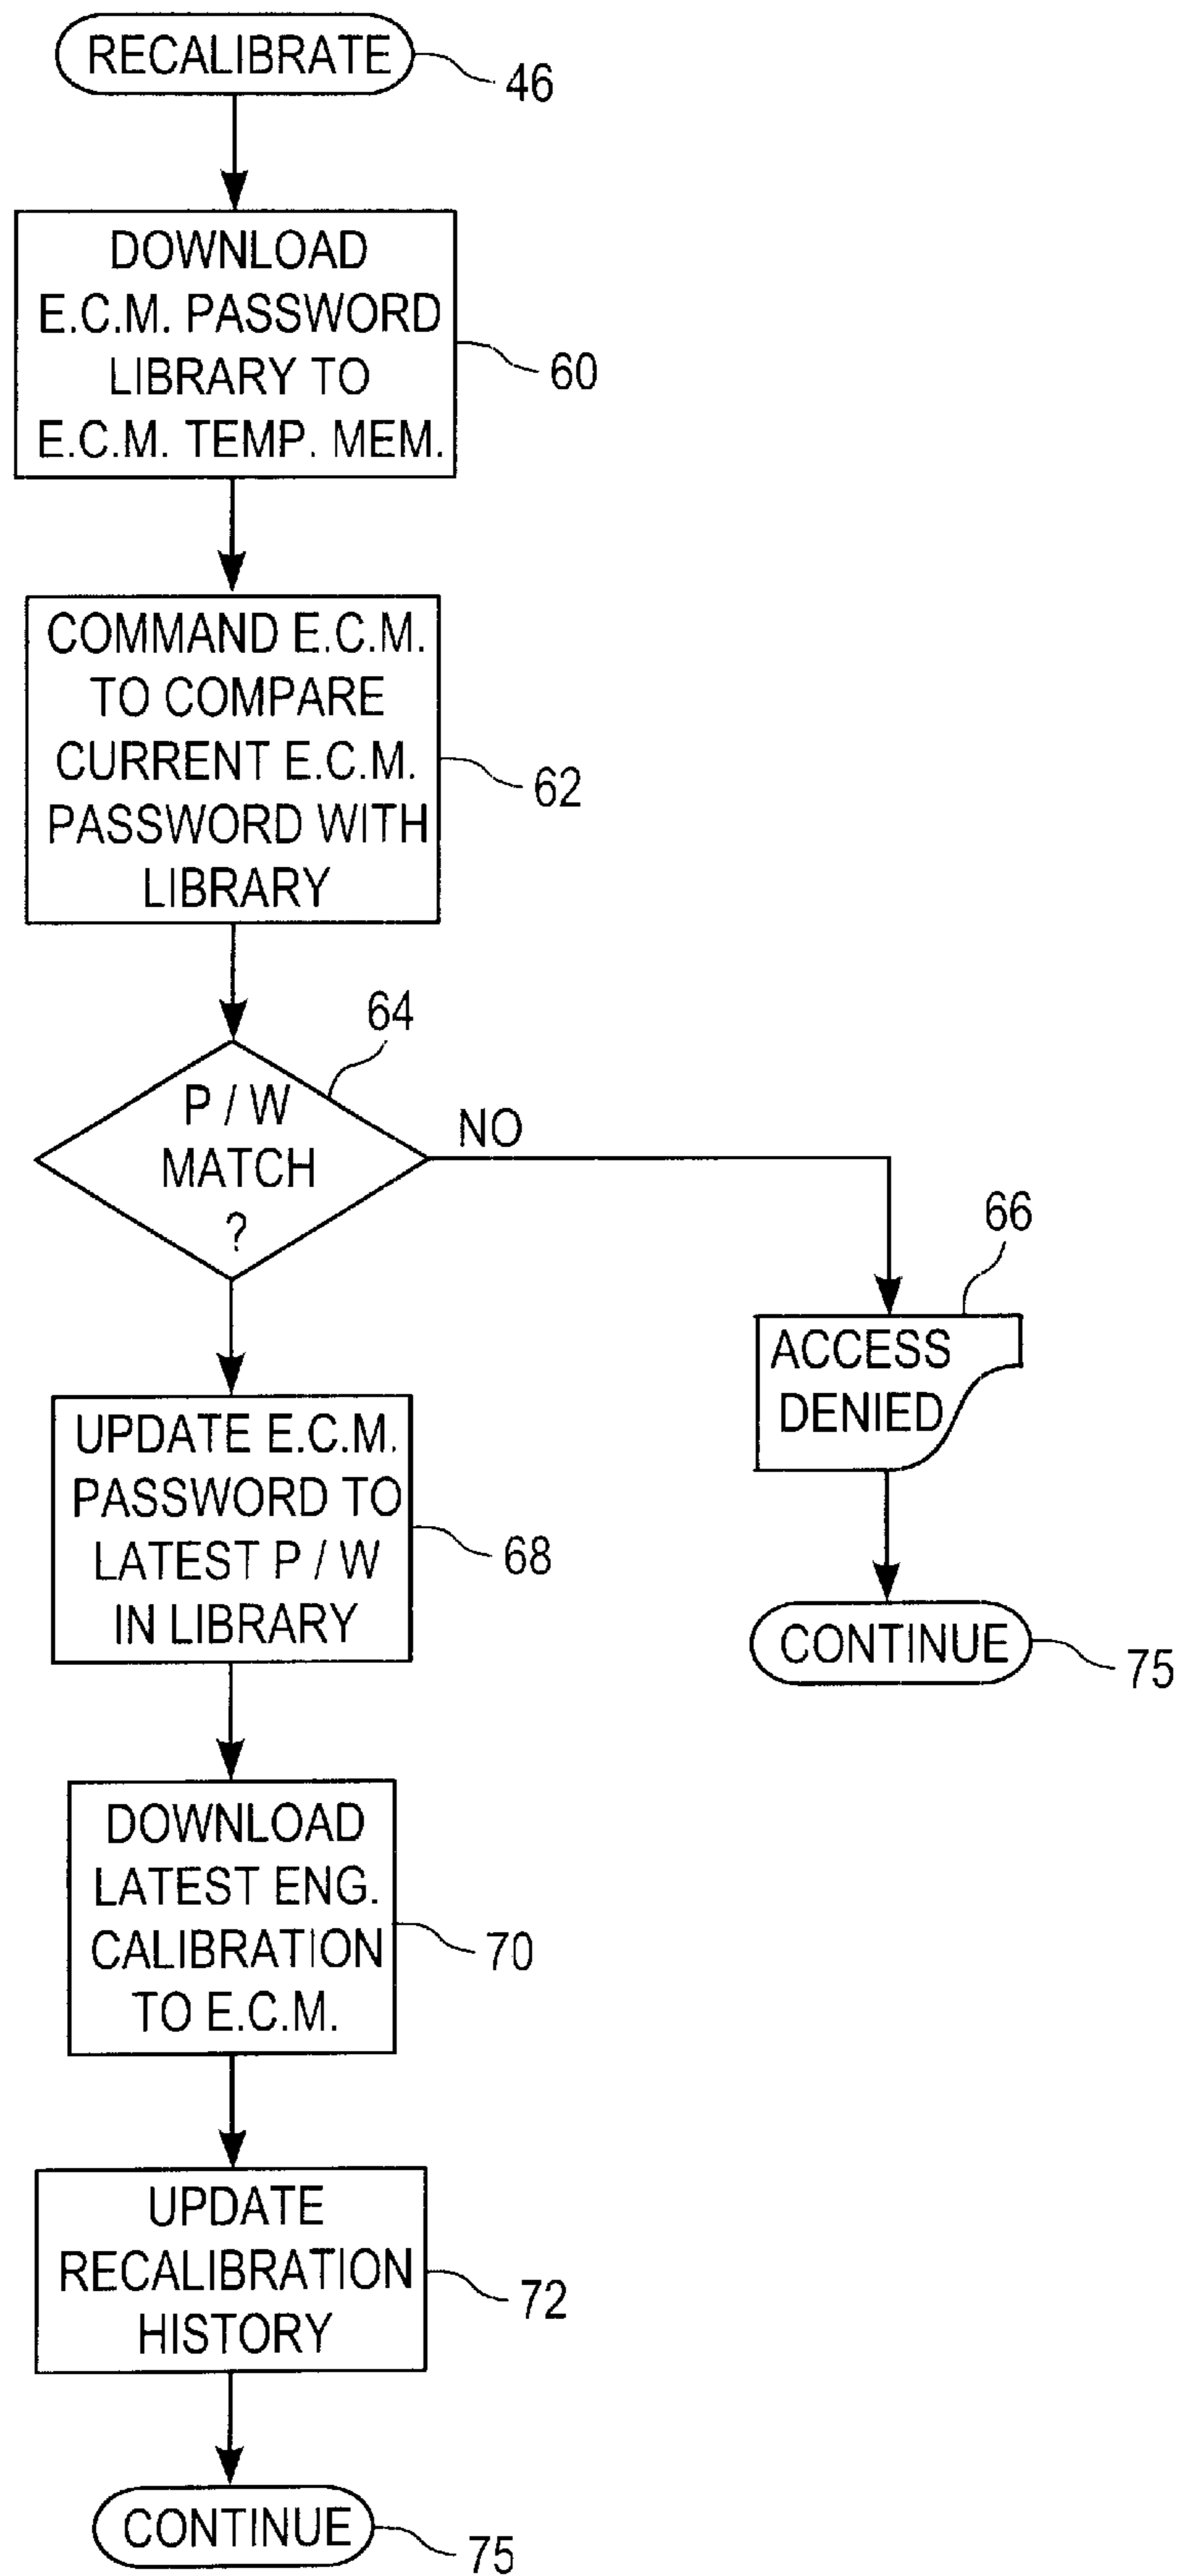 RECALIBRATE
46
DOWNLOAD
E.C.M. PASSWORD
LIBRARY TO
E.C.M. TEMP. MEM.
60
COMMAND E.C.M.
TO COMPARE
CURRENT E.C.M.
PASSWORD WITH
LIBRARY
62
64
P / W
MATCH
?
NO
66
ACCESS
DENIED
CONTINUE
75
UPDATE E.C.M.
PASSWORD TO
LATEST P / W
IN LIBRARY
68
DOWNLOAD
LATEST ENG.
CALIBRATION
TO E.C.M.
70
UPDATE
RECALIBRATION
HISTORY
72
CONTINUE
75